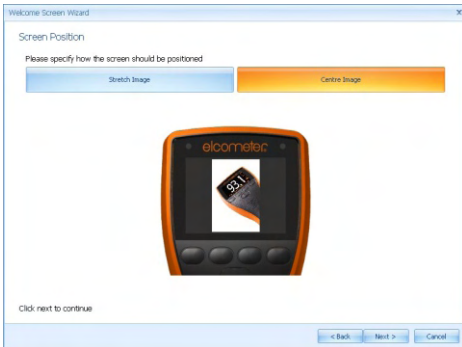 Welcome Screen Wizard
Screen Position
Please specify how the screen should be positioned
Stretch Image
Centre Image
elcometer
93.1
Click next to continue
< Back
Next >
Cancel